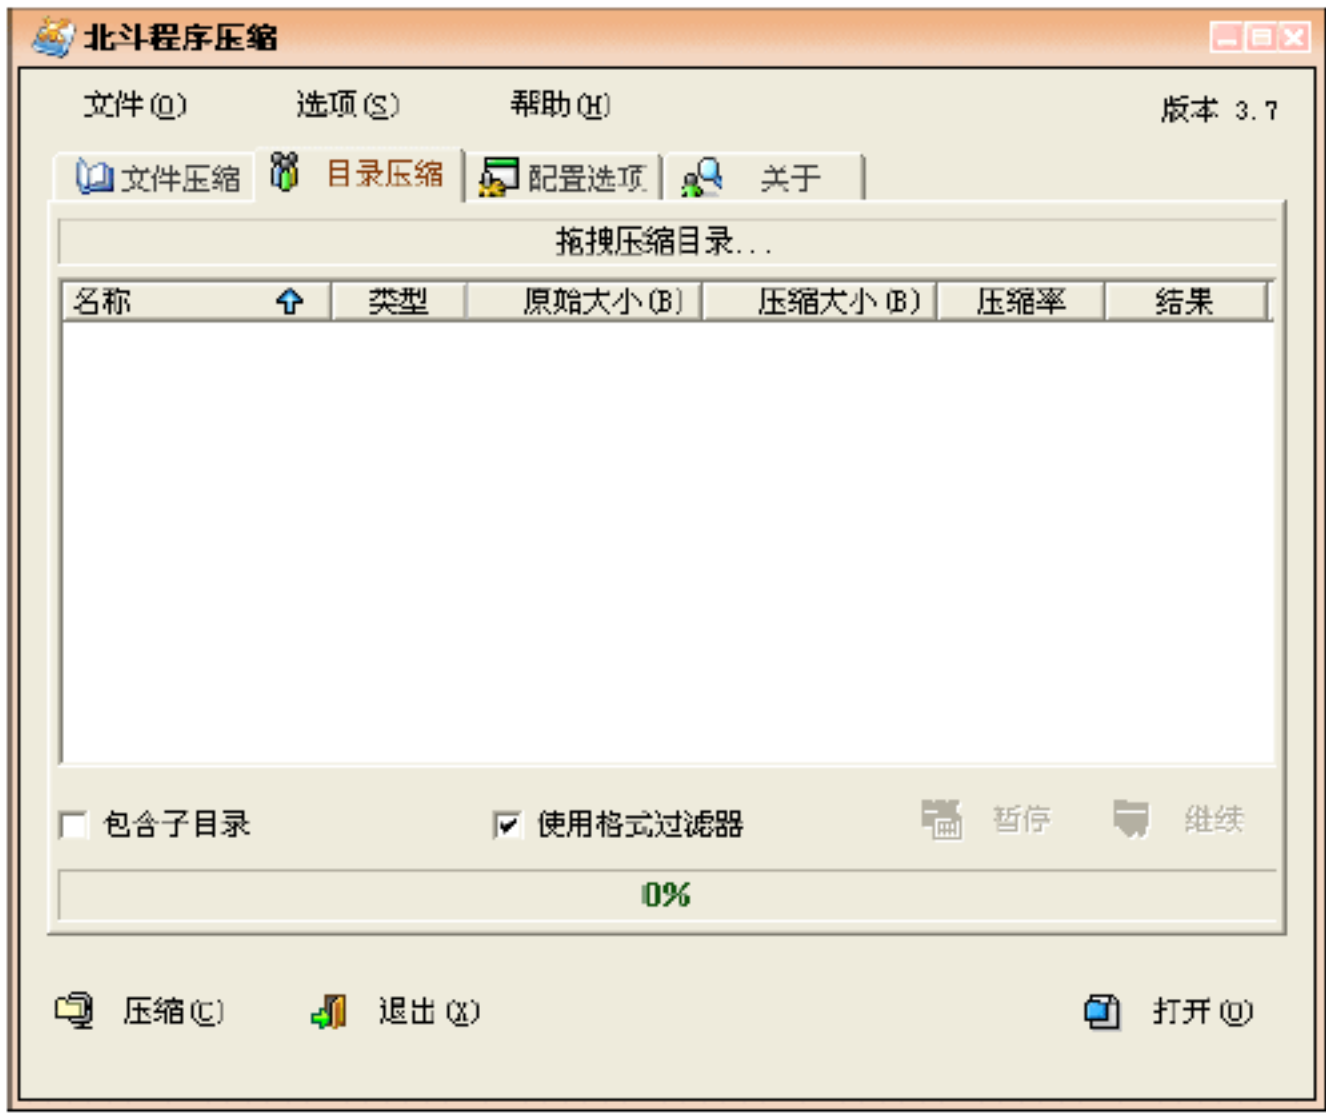 北斗程序压缩
文件(O) 选项(S) 帮助(H) 版本 3.7
文件压缩 目录压缩 配置选项 关于
拖拽压缩目录...
名称 类型 原始大小(B) 压缩大小(B) 压缩率 结果
包含子目录 使用格式过滤器 暂停 继续
0%
压缩(C) 退出(X) 打开(O)